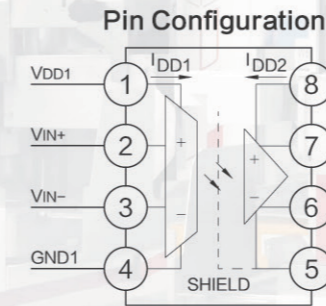 Pin Configuration
IDD1 IDD2
VDD1 1 8
VIN+ 2 + + 7
VIN− 3 − − 6
GND1 4 5
SHIELD